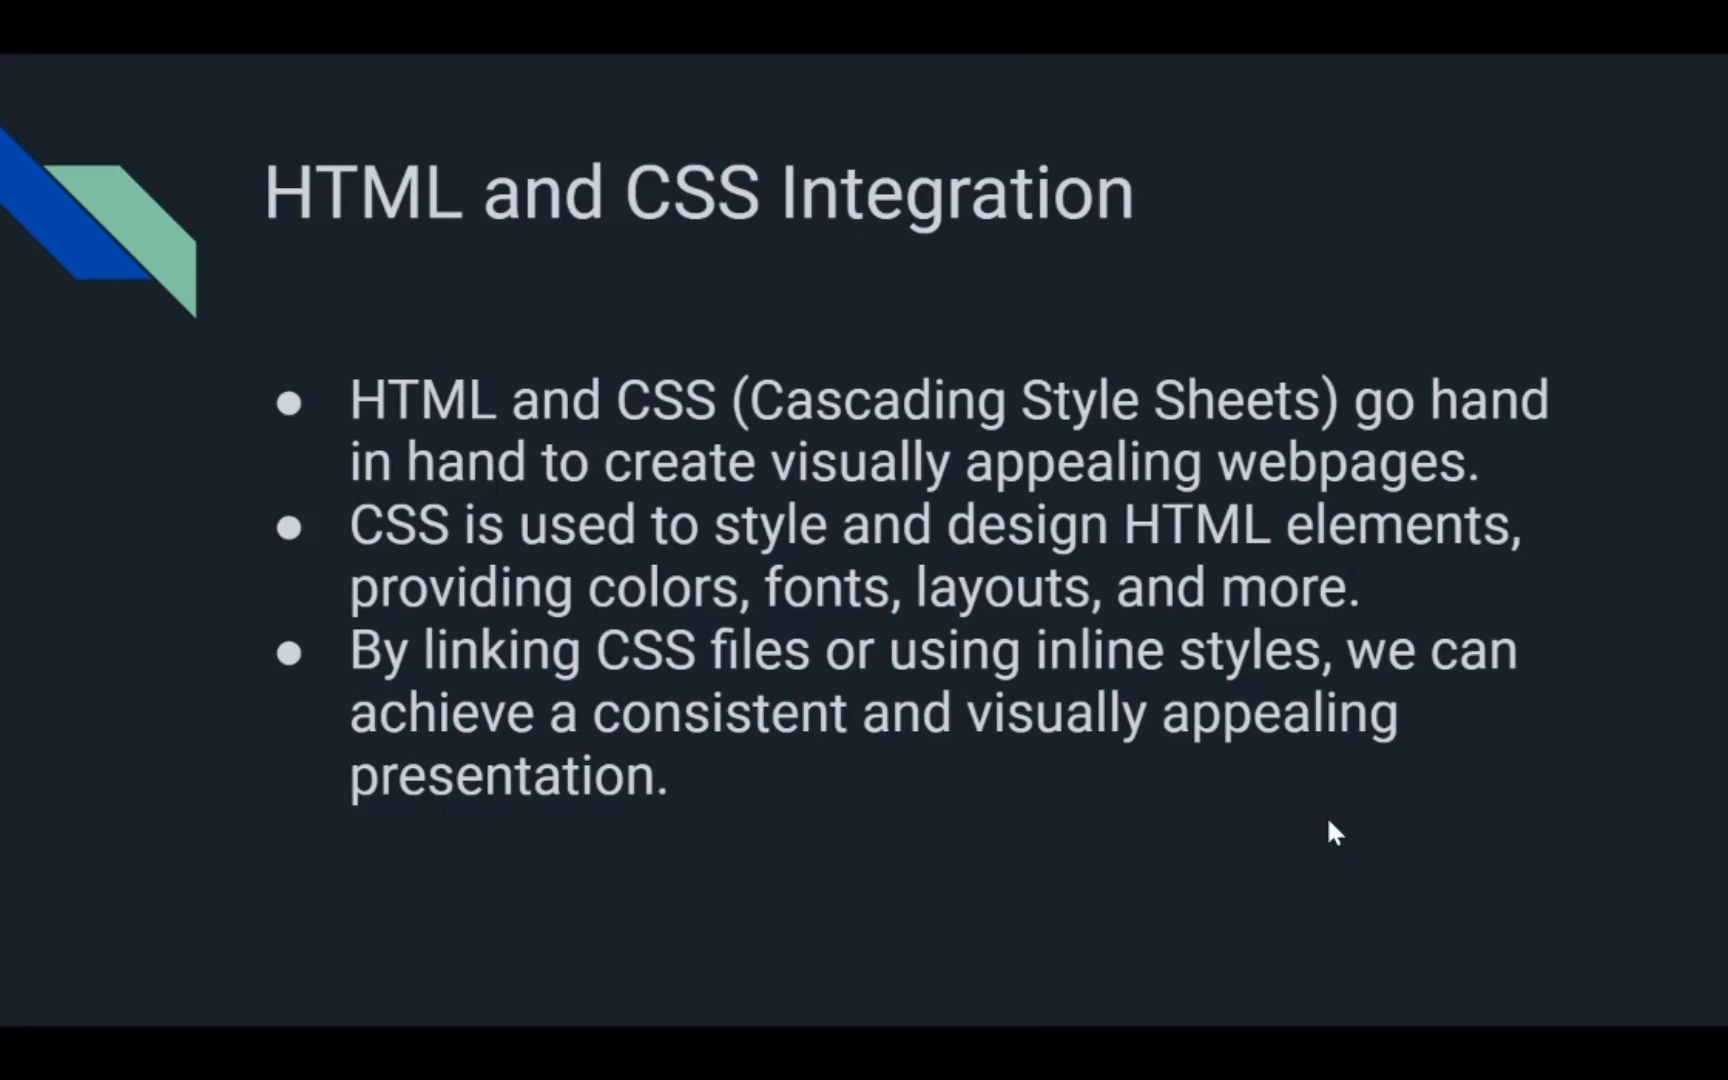 HTML and CSS Integration
● HTML and CSS (Cascading Style Sheets) go hand
in hand to create visually appealing webpages.
● CSS is used to style and design HTML elements,
providing colors, fonts, layouts, and more.
● By linking CSS files or using inline styles, we can
achieve a consistent and visually appealing
presentation.